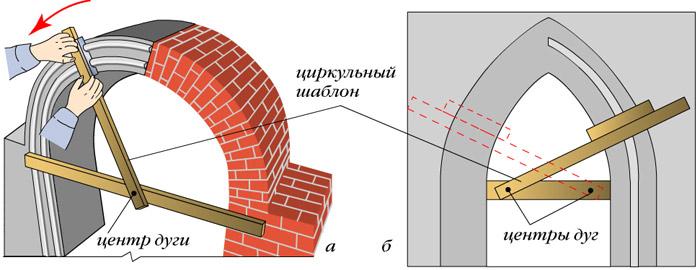 циркульный
шаблон
центр дуги
а
б
центры дуг